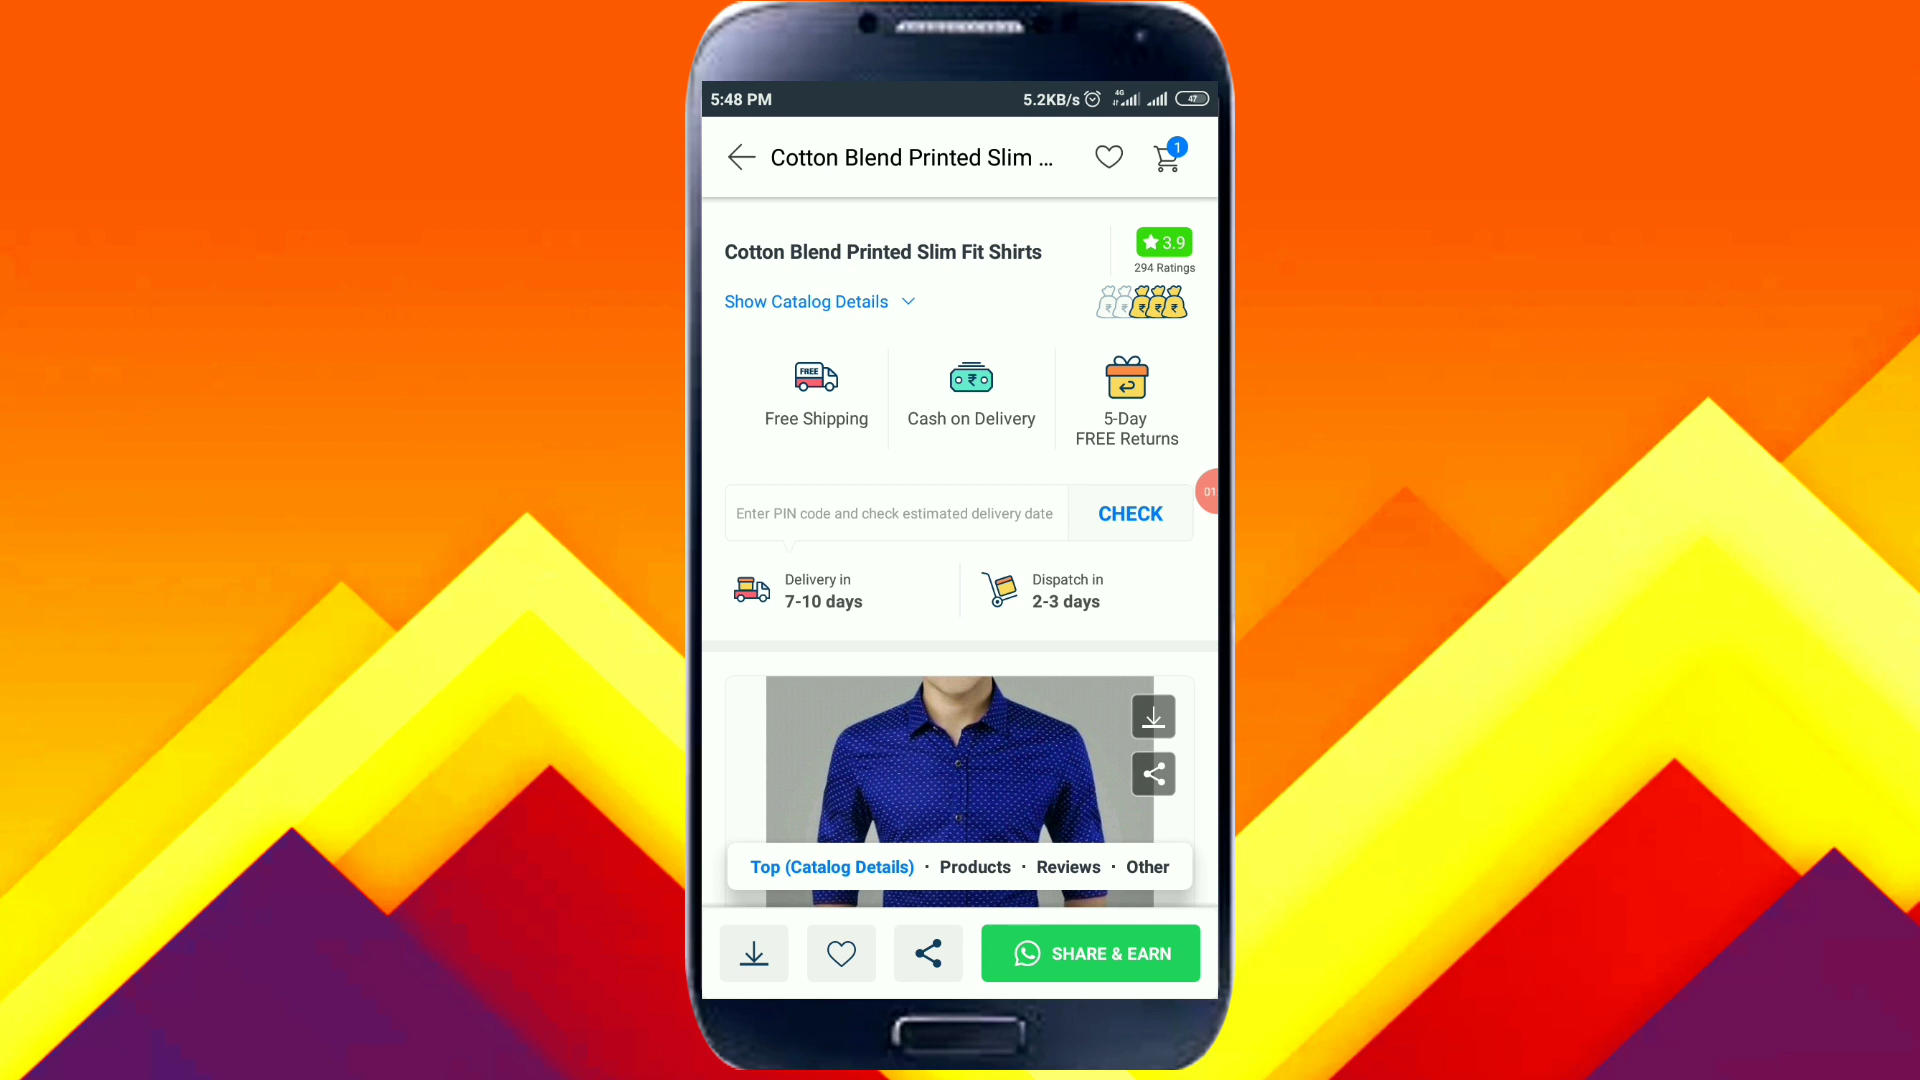 5:48 PM
5.2KB/s 4G 47
Cotton Blend Printed Slim ...
1
Cotton Blend Printed Slim Fit Shirts
3.9
294 Ratings
Show Catalog Details
₹ ₹ ₹ ₹ ₹
FREE
₹
Free Shipping
Cash on Delivery
5-Day
FREE Returns
01
Enter PIN code and check estimated delivery date
CHECK
Delivery in
7-10 days
Dispatch in
2-3 days
Top (Catalog Details) · Products · Reviews · Other
SHARE & EARN